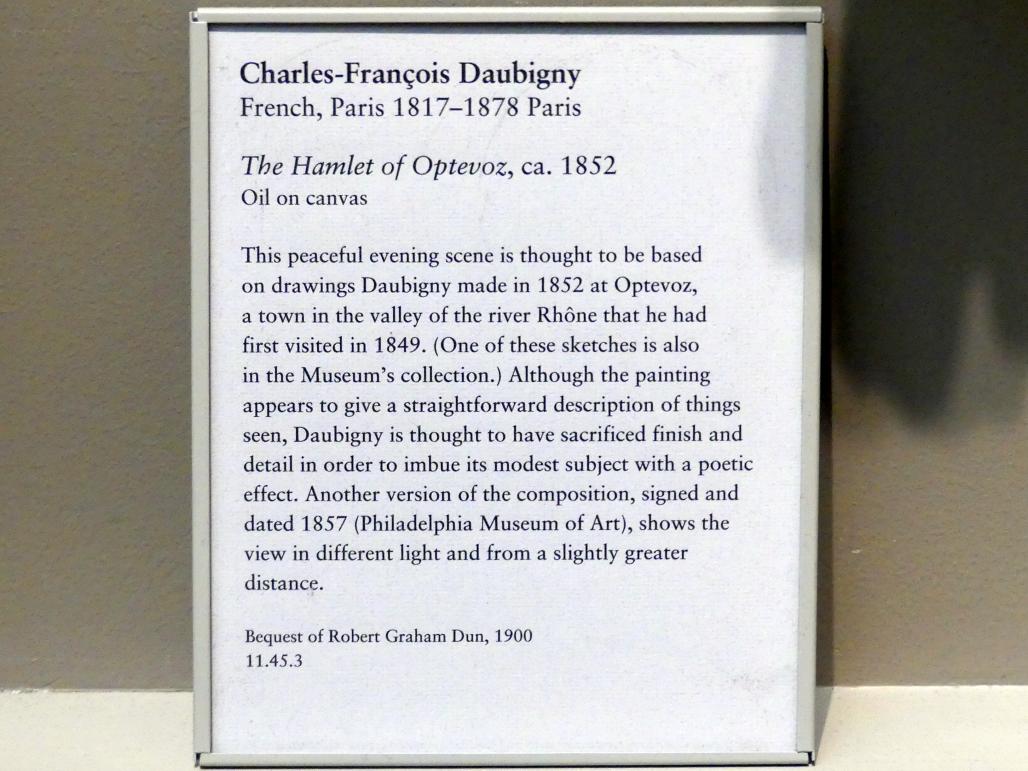 Charles-François Daubigny
French, Paris 1817–1878 Paris
The Hamlet of Optevoz, ca. 1852
Oil on canvas
This peaceful evening scene is thought to be based
on drawings Daubigny made in 1852 at Optevoz,
a town in the valley of the river Rhône that he had
first visited in 1849. (One of these sketches is also
in the Museum's collection.) Although the painting
appears to give a straightforward description of things
seen, Daubigny is thought to have sacrificed finish and
detail in order to imbue its modest subject with a poetic
effect. Another version of the composition, signed and
dated 1857 (Philadelphia Museum of Art), shows the
view in different light and from a slightly greater
distance.
Bequest of Robert Graham Dun, 1900
11.45.3